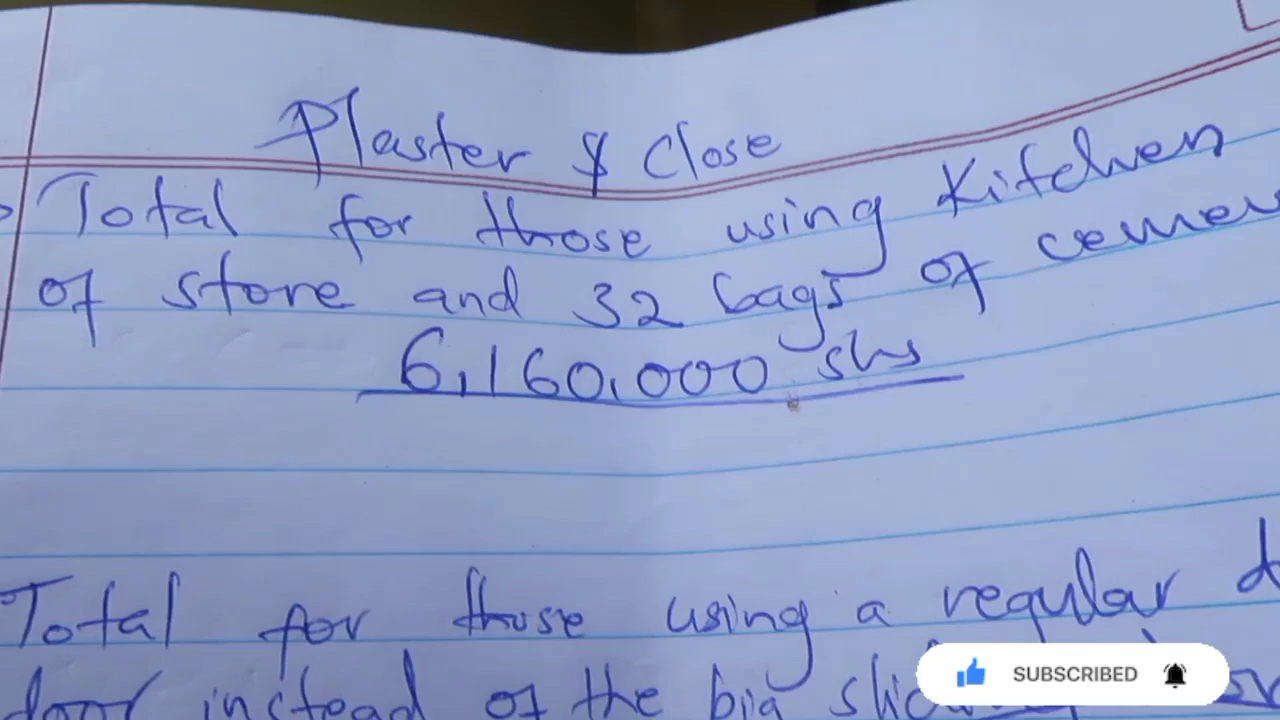 Plaster & Close
Total for those using Kitchen
of store and 32 bags of
6,160,000 shs
Total for those using a regular
door instead of the big
SUBSCRIBED